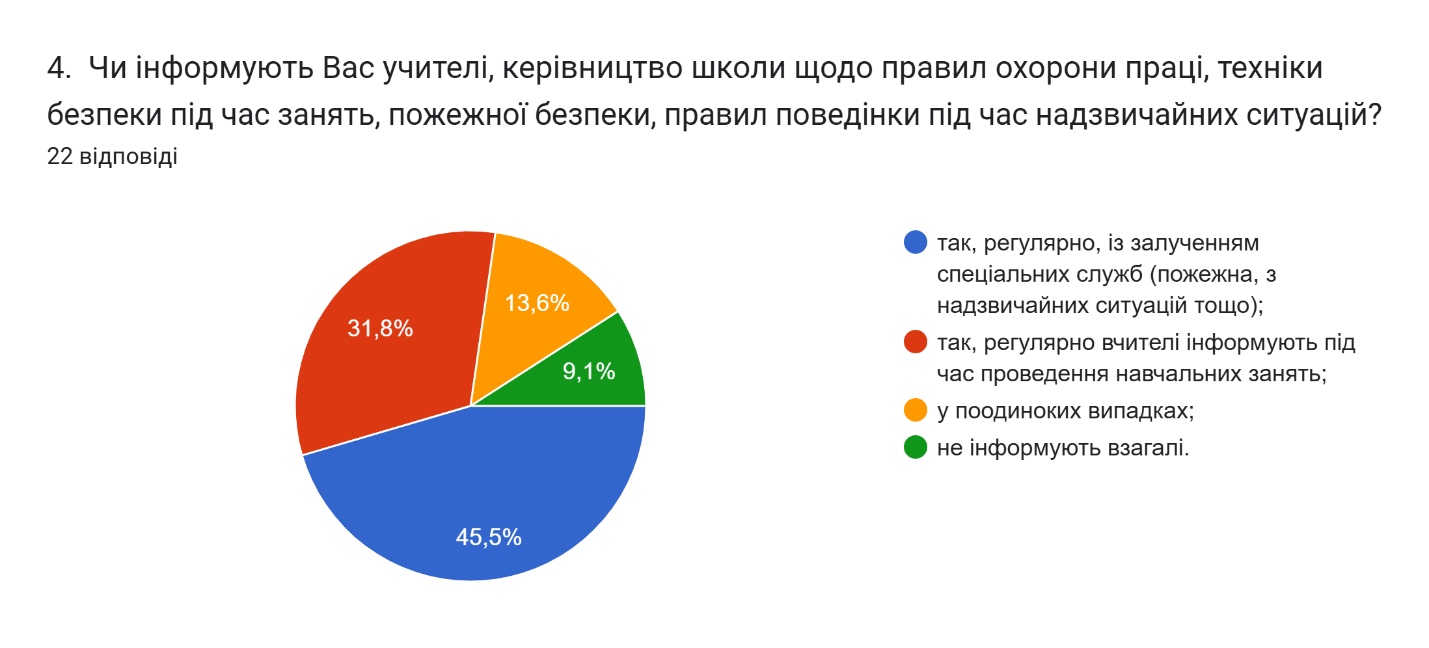 4.  Чи інформують Вас учителі, керівництво школи щодо правил охорони праці, техніки
безпеки під час занять, пожежної безпеки, правил поведінки під час надзвичайних ситуацій?
22 відповіді
31,8%
13,6%
9,1%
45,5%
так, регулярно, із залученням
спеціальних служб (пожежна, з
надзвичайних ситуацій тощо);
так, регулярно вчителі інформують під
час проведення навчальних занять;
у поодиноких випадках;
не інформують взагалі.